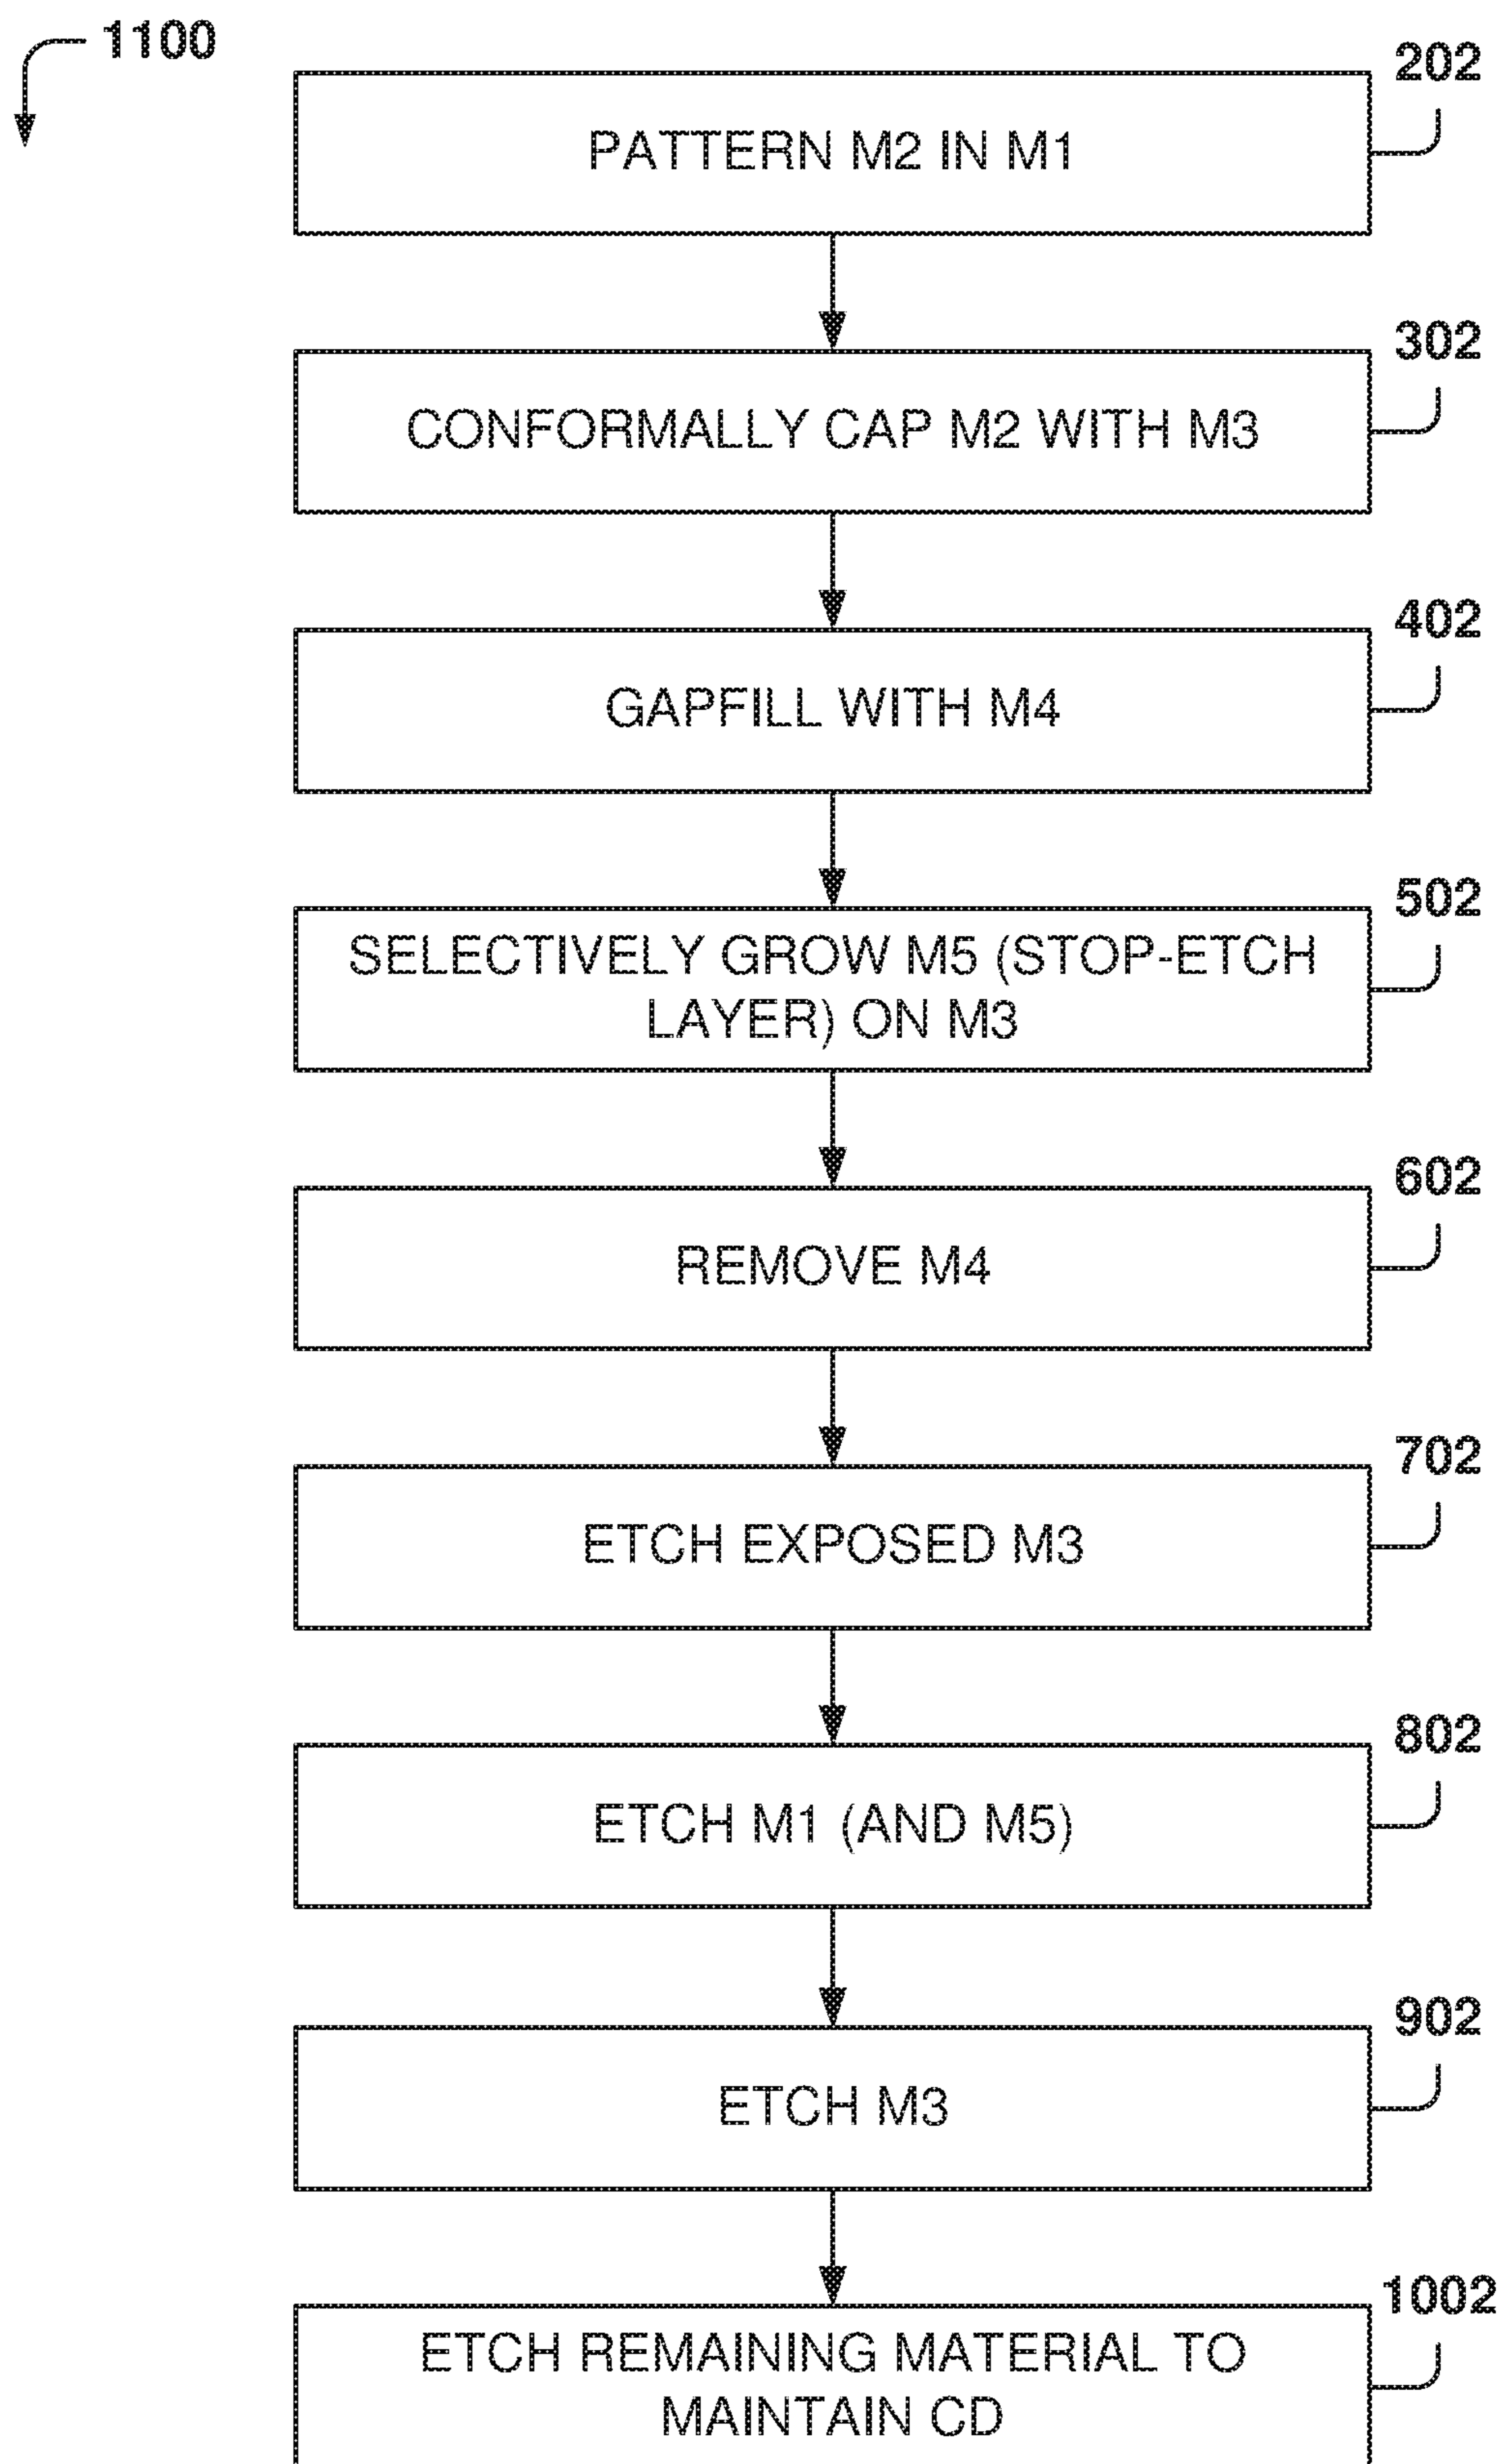 1100
202
PATTERN M2 IN M1
302
CONFORMALLY CAP M2 WITH M3
402
GAPFILL WITH M4
502
SELECTIVELY GROW M5 (STOP-ETCH
LAYER) ON M3
602
REMOVE M4
702
ETCH EXPOSED M3
802
ETCH M1 (AND M5)
902
ETCH M3
1002
ETCH REMAINING MATERIAL TO
MAINTAIN CD